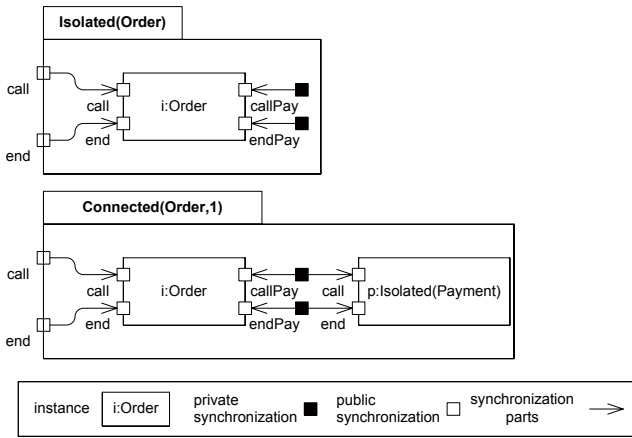 Isolated(Order)
call
end
call
end
i:Order
callPay
endPay
Connected(Order,1)
call
end
call
end
i:Order
callPay
endPay
call
end
p:Isolated(Payment)
instance
i:Order
private
synchronization
public
synchronization
synchronization
parts